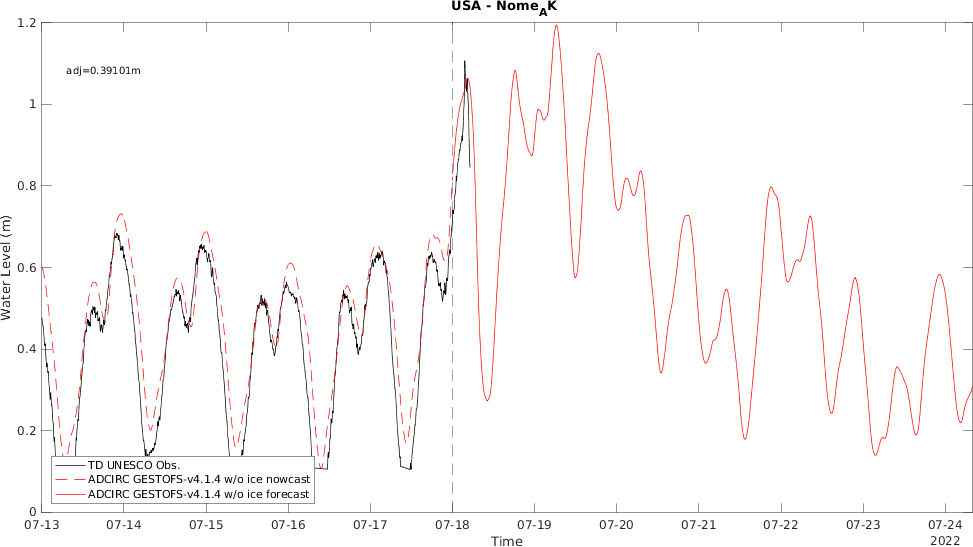 USA - Nome_AK
adj=0.39101m
1.2
1
0.8
0.6
0.4
0.2
0
Water Level (m)
TD UNESCO Obs.
ADCIRC GESTOFS-v4.1.4 w/o ice nowcast
ADCIRC GESTOFS-v4.1.4 w/o ice forecast
07-13 07-14 07-15 07-16 07-17 07-18 07-19 07-20 07-21 07-22 07-23 07-24
Time
2022